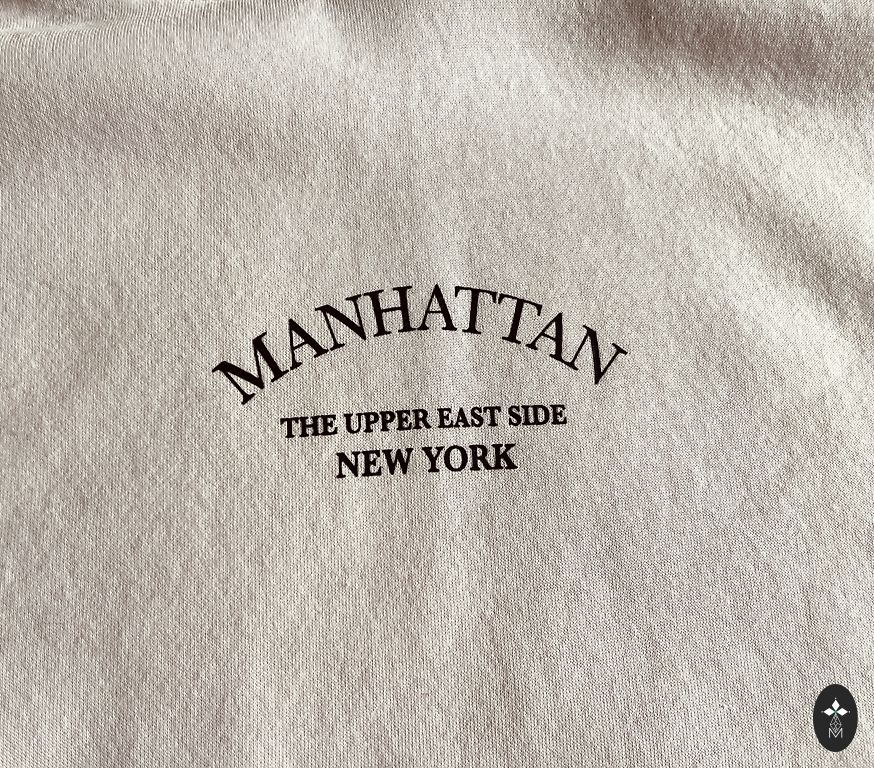 MANHATTAN
THE UPPER EAST SIDE
NEW YORK
M